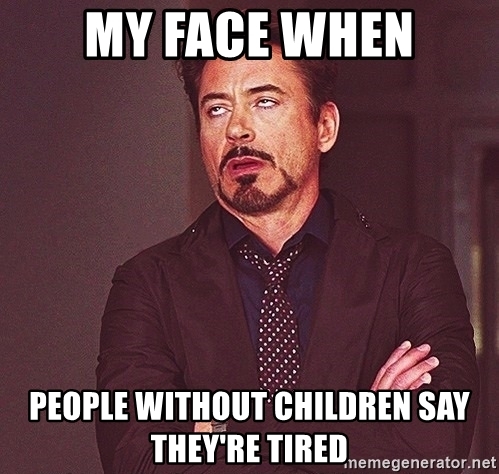 MY FACE WHEN
PEOPLE WITHOUT CHILDREN SAY
THEY'RE TIRED
memegenerator.net